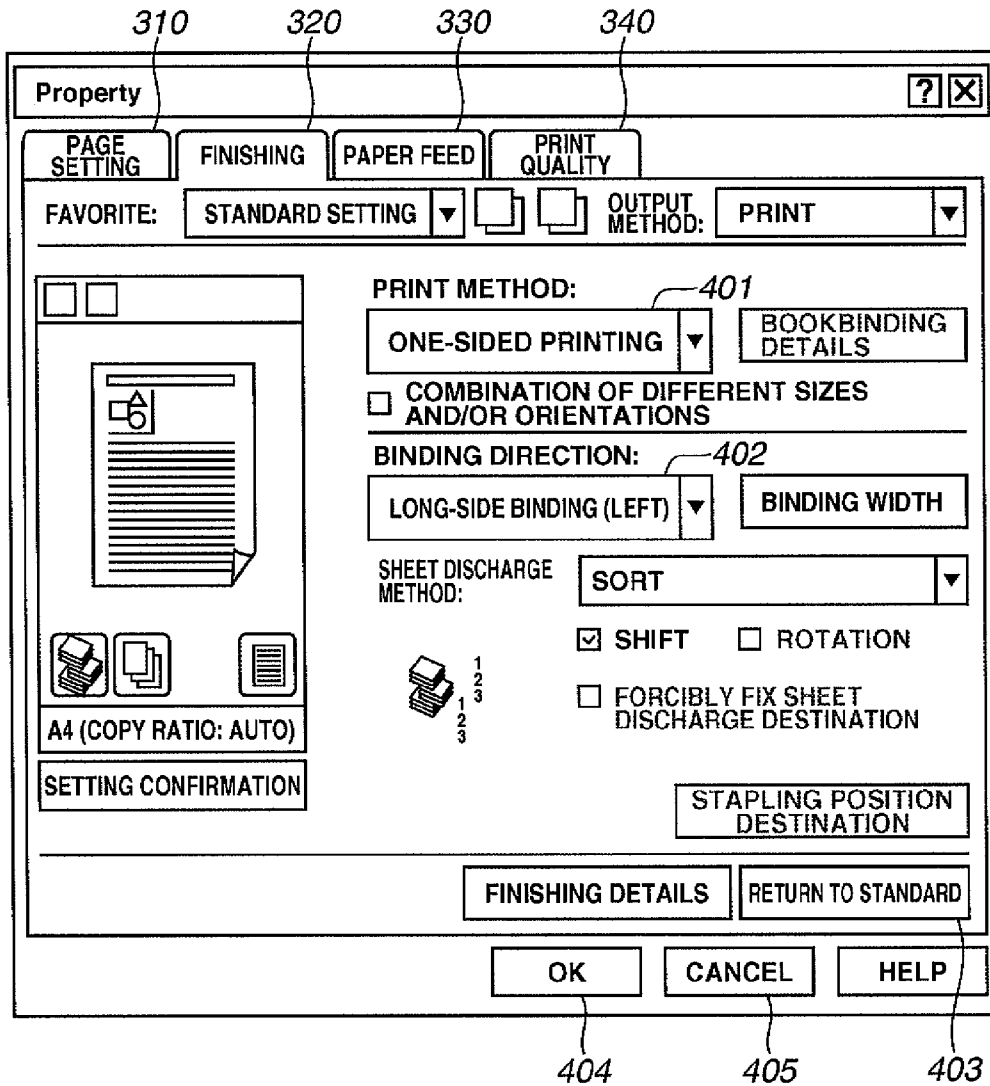 310 320 330 340
Property ? X
PAGE
SETTING
FINISHING
PAPER FEED
PRINT
QUALITY
FAVORITE: STANDARD SETTING
OUTPUT
METHOD:
PRINT
PRINT METHOD: 401
ONE-SIDED PRINTING
BOOKBINDING
DETAILS
COMBINATION OF DIFFERENT SIZES
AND/OR ORIENTATIONS
BINDING DIRECTION: 402
LONG-SIDE BINDING (LEFT) BINDING WIDTH
SHEET DISCHARGE
METHOD:
SORT
SHIFT ROTATION
1
2
3
1
2
3
FORCIBLY FIX SHEET
DISCHARGE DESTINATION
A4 (COPY RATIO: AUTO)
SETTING CONFIRMATION
STAPLING POSITION
DESTINATION
FINISHING DETAILS RETURN TO STANDARD
OK CANCEL HELP
404 405 403